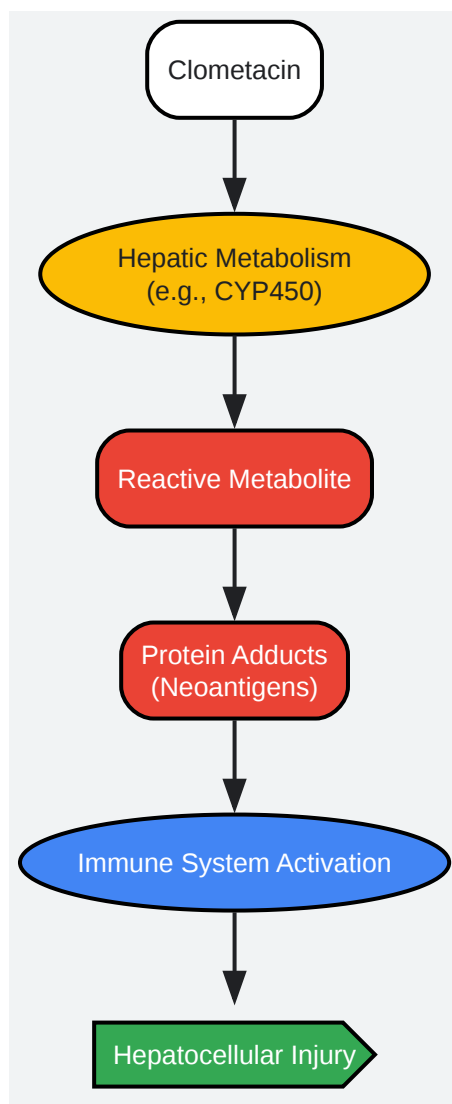 Clometacin
Hepatic Metabolism
(e.g., CYP450)
Reactive Metabolite
Protein Adducts
(Neoantigens)
Immune System Activation
Hepatocellular Injury